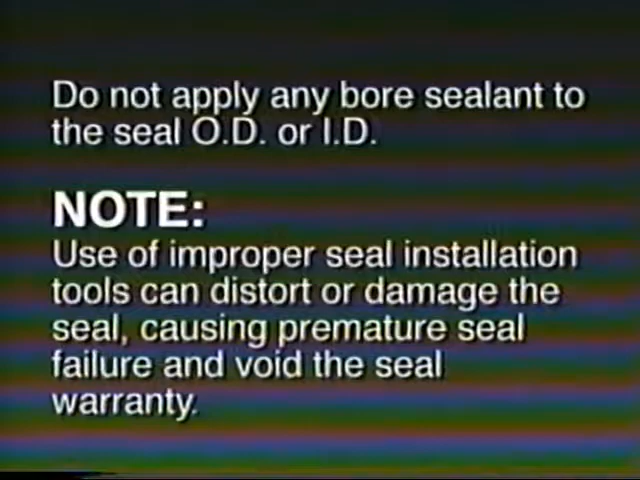 Do not apply any bore sealant to
the seal O.D. or I.D.
NOTE:
Use of improper seal installation
tools can distort or damage the
seal, causing premature seal
failure and void the seal
warranty.